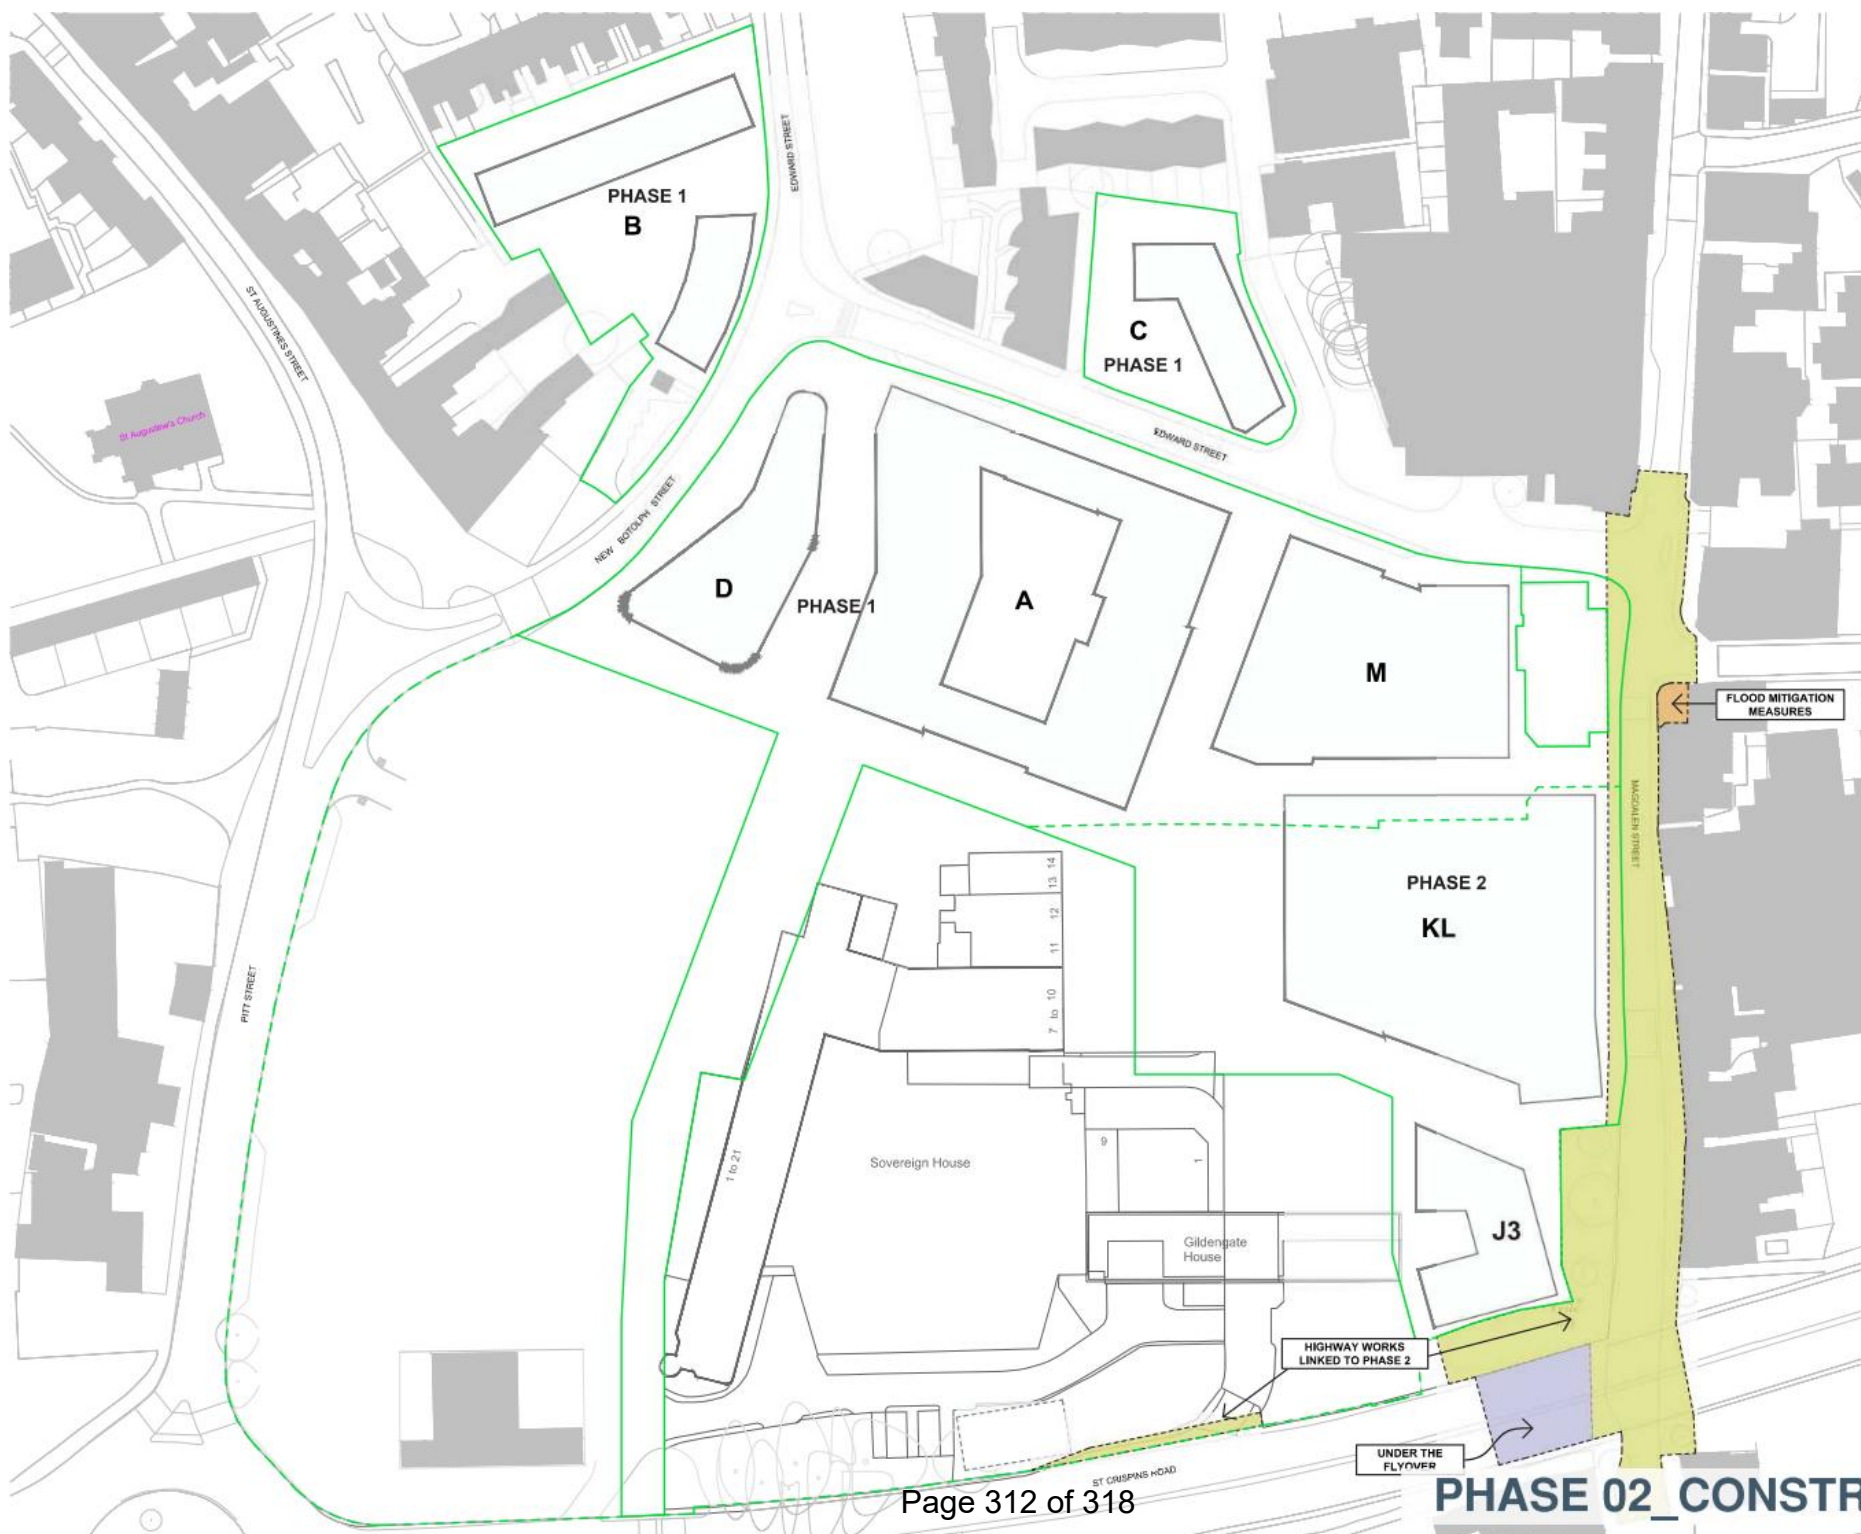 EDWARD STREET
PHASE 1
B
ST AUGUSTINES STREET
C
PHASE 1
St Augustine's Church
EDWARD STREET
NEW BOTOLPH STREET
D
PHASE 1
A
M
FLOOD MITIGATION
MEASURES
MAGDALEN STREET
PHASE 2
KL
13 14
12
11
7 to 10
PITT STREET
9
1
1 to 21
Sovereign House
J3
Gildengate
House
HIGHWAY WORKS
LINKED TO PHASE 2
UNDER THE
FLYOVER
ST CRISPINS ROAD
Page 312 of 318
PHASE 02_CONSTR